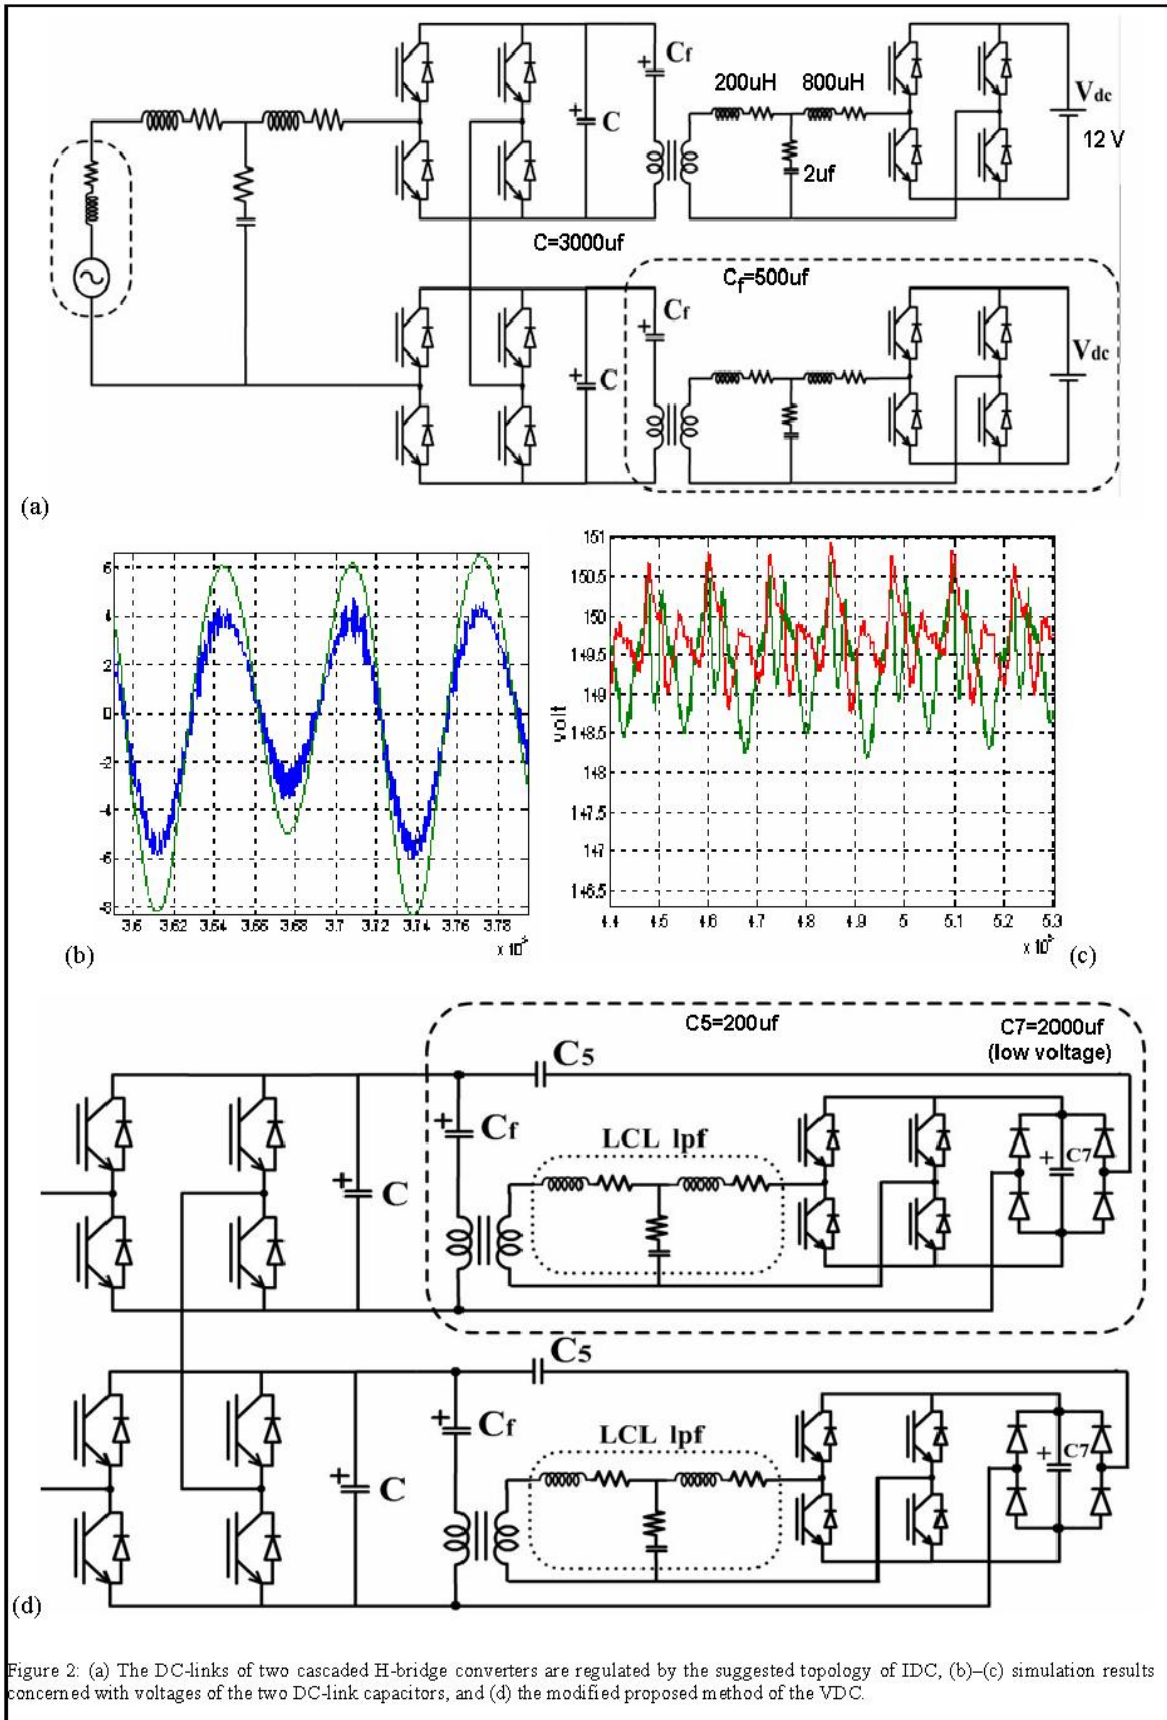 Cf
200uH 800uH
Vdc
+
+ C
12 V
2uf
C=3000uf
Cf=500uf
Cf
+
Vdc
+ C
(a)
6
4
2
0
-2
-4
-6
-8
3.6 3.62 3.64 3.66 3.68 3.7 3.72 3.74 3.76 3.78
(b)
151
150.5
150
149.5
149
148.5
148
147.5
147
146.5
volt
4.4 4.5 4.6 4.7 4.8 4.9 5 5.1 5.2 5.3
(c)
C5=200uf C7=2000uf
(low voltage)
C5
+ Cf
LCL lpf
+ C7
+ C
C5
+ Cf
LCL lpf
+ C7
+ C
(d)
Figure 2: (a) The DC-links of two cascaded H-bridge converters are regulated by the suggested topology of IDC, (b)–(c) simulation results
concerned with voltages of the two DC-link capacitors, and (d) the modified proposed method of the VDC.